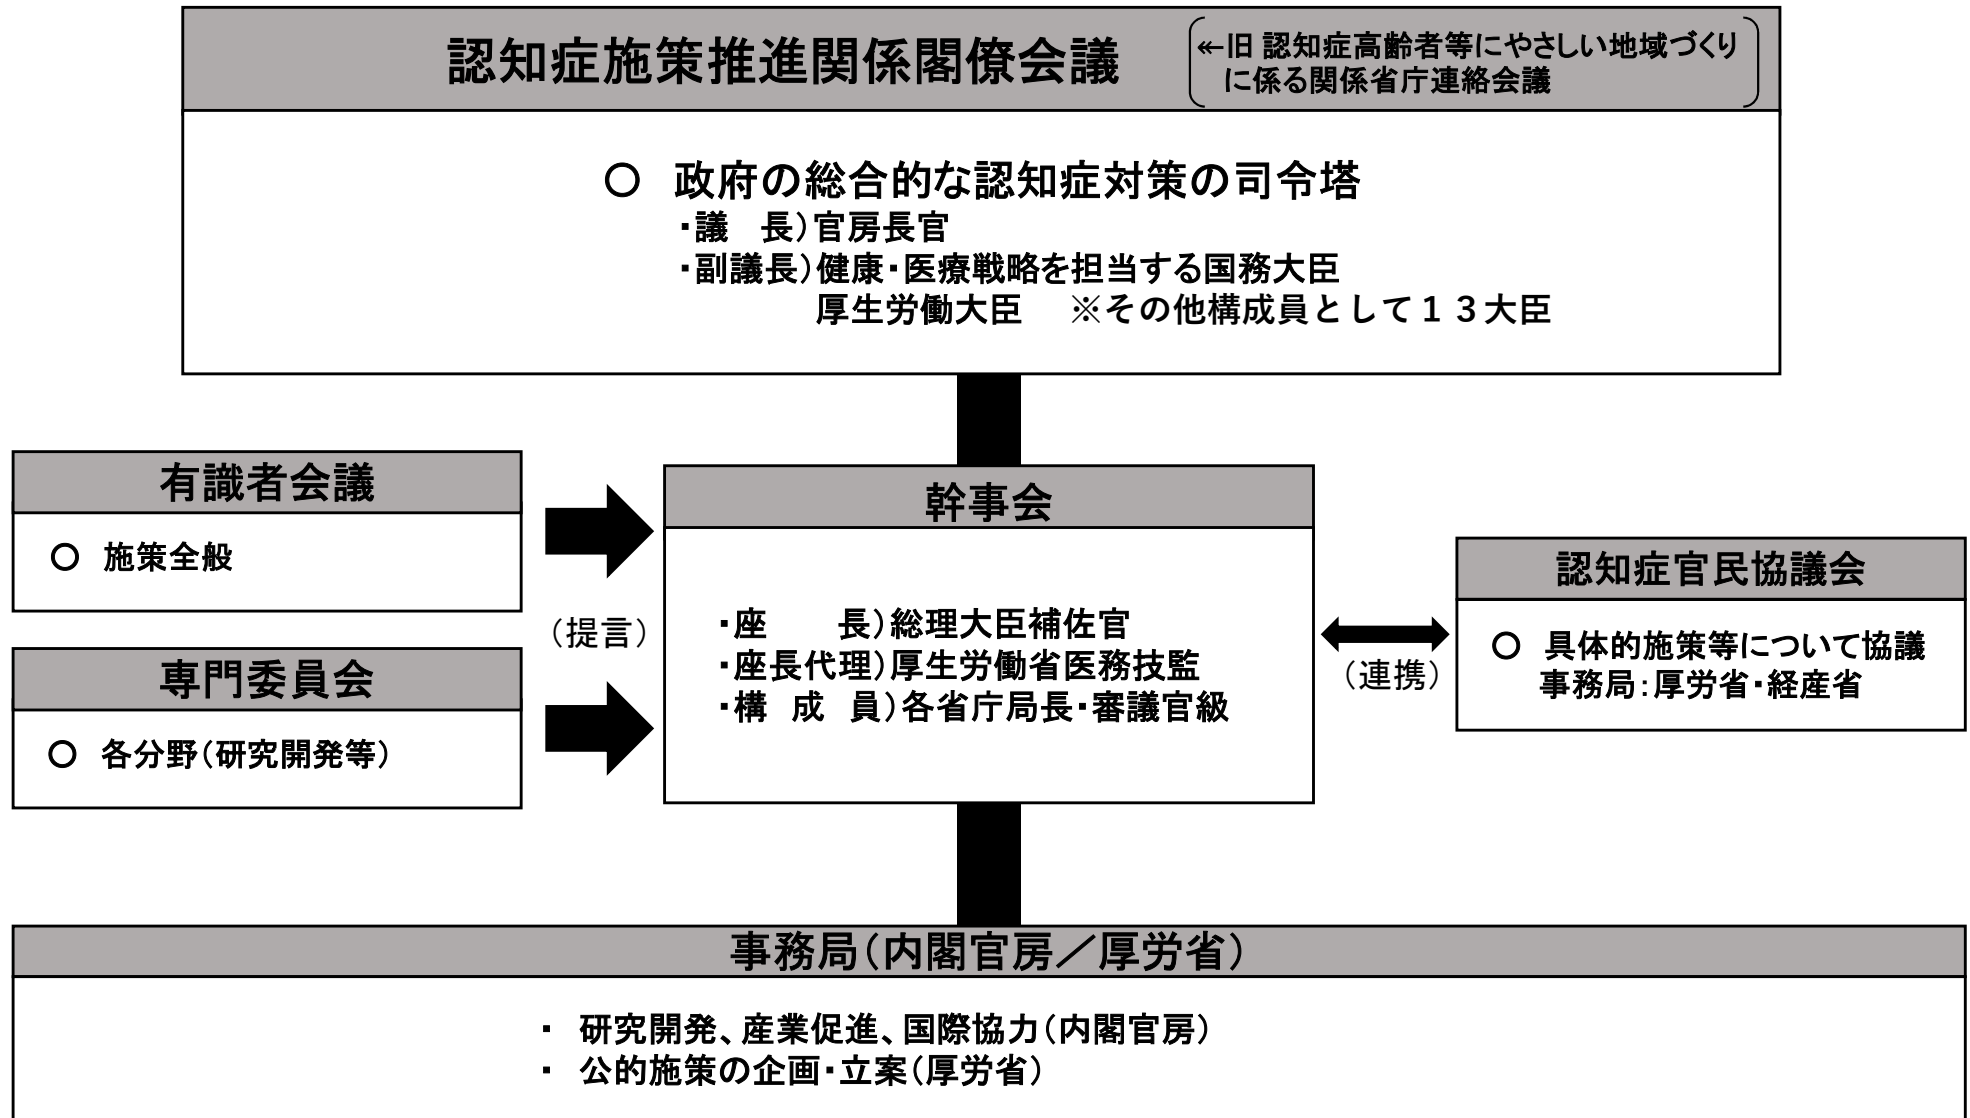 認知症施策推進関係閣僚会議
←旧 認知症高齢者等にやさしい地域づくり
に係る関係省庁連絡会議
○ 政府の総合的な認知症対策の司令塔
・議 長）官房長官
・副議長）健康・医療戦略を担当する国務大臣
厚生労働大臣 ※その他構成員として１３大臣
有識者会議
○ 施策全般
専門委員会
○ 各分野（研究開発等）
（提言）
幹事会
・座 長）総理大臣補佐官
・座長代理）厚生労働省医務技監
・構 成 員）各省庁局長・審議官級
（連携）
認知症官民協議会
○ 具体的施策等について協議
事務局：厚労省・経産省
事務局（内閣官房／厚労省）
・ 研究開発、産業促進、国際協力（内閣官房）
・ 公的施策の企画・立案（厚労省）